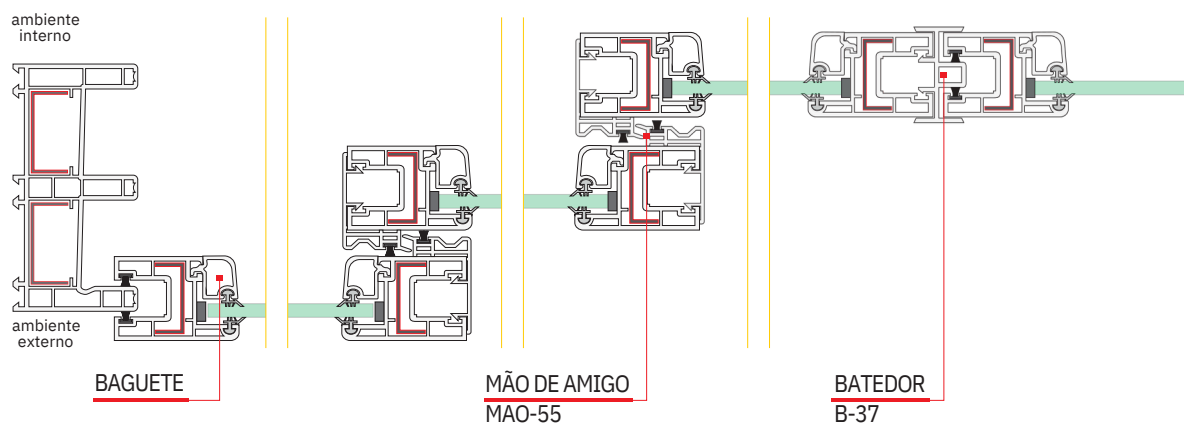 ambiente
interno
ambiente
externo
BAGUETE
MÃO DE AMIGO
MAO-55
BATEDOR
B-37